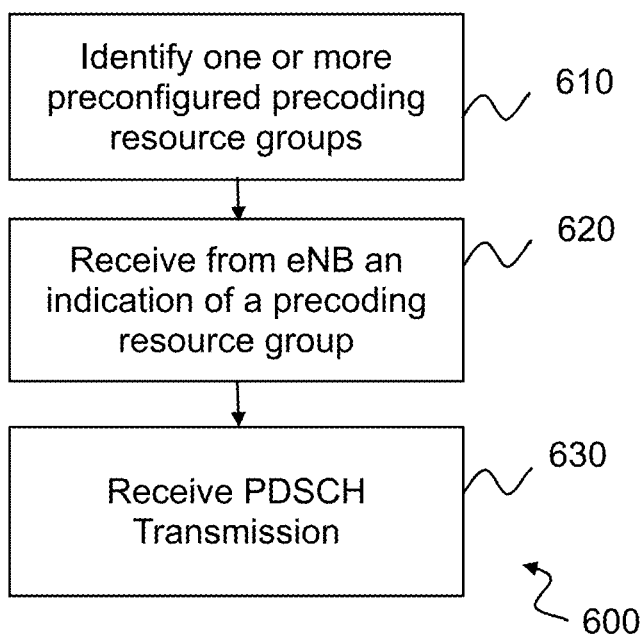 Identify one or more
preconfigured precoding
resource groups
610
Receive from eNB an
indication of a precoding
resource group
620
Receive PDSCH
Transmission
630
600